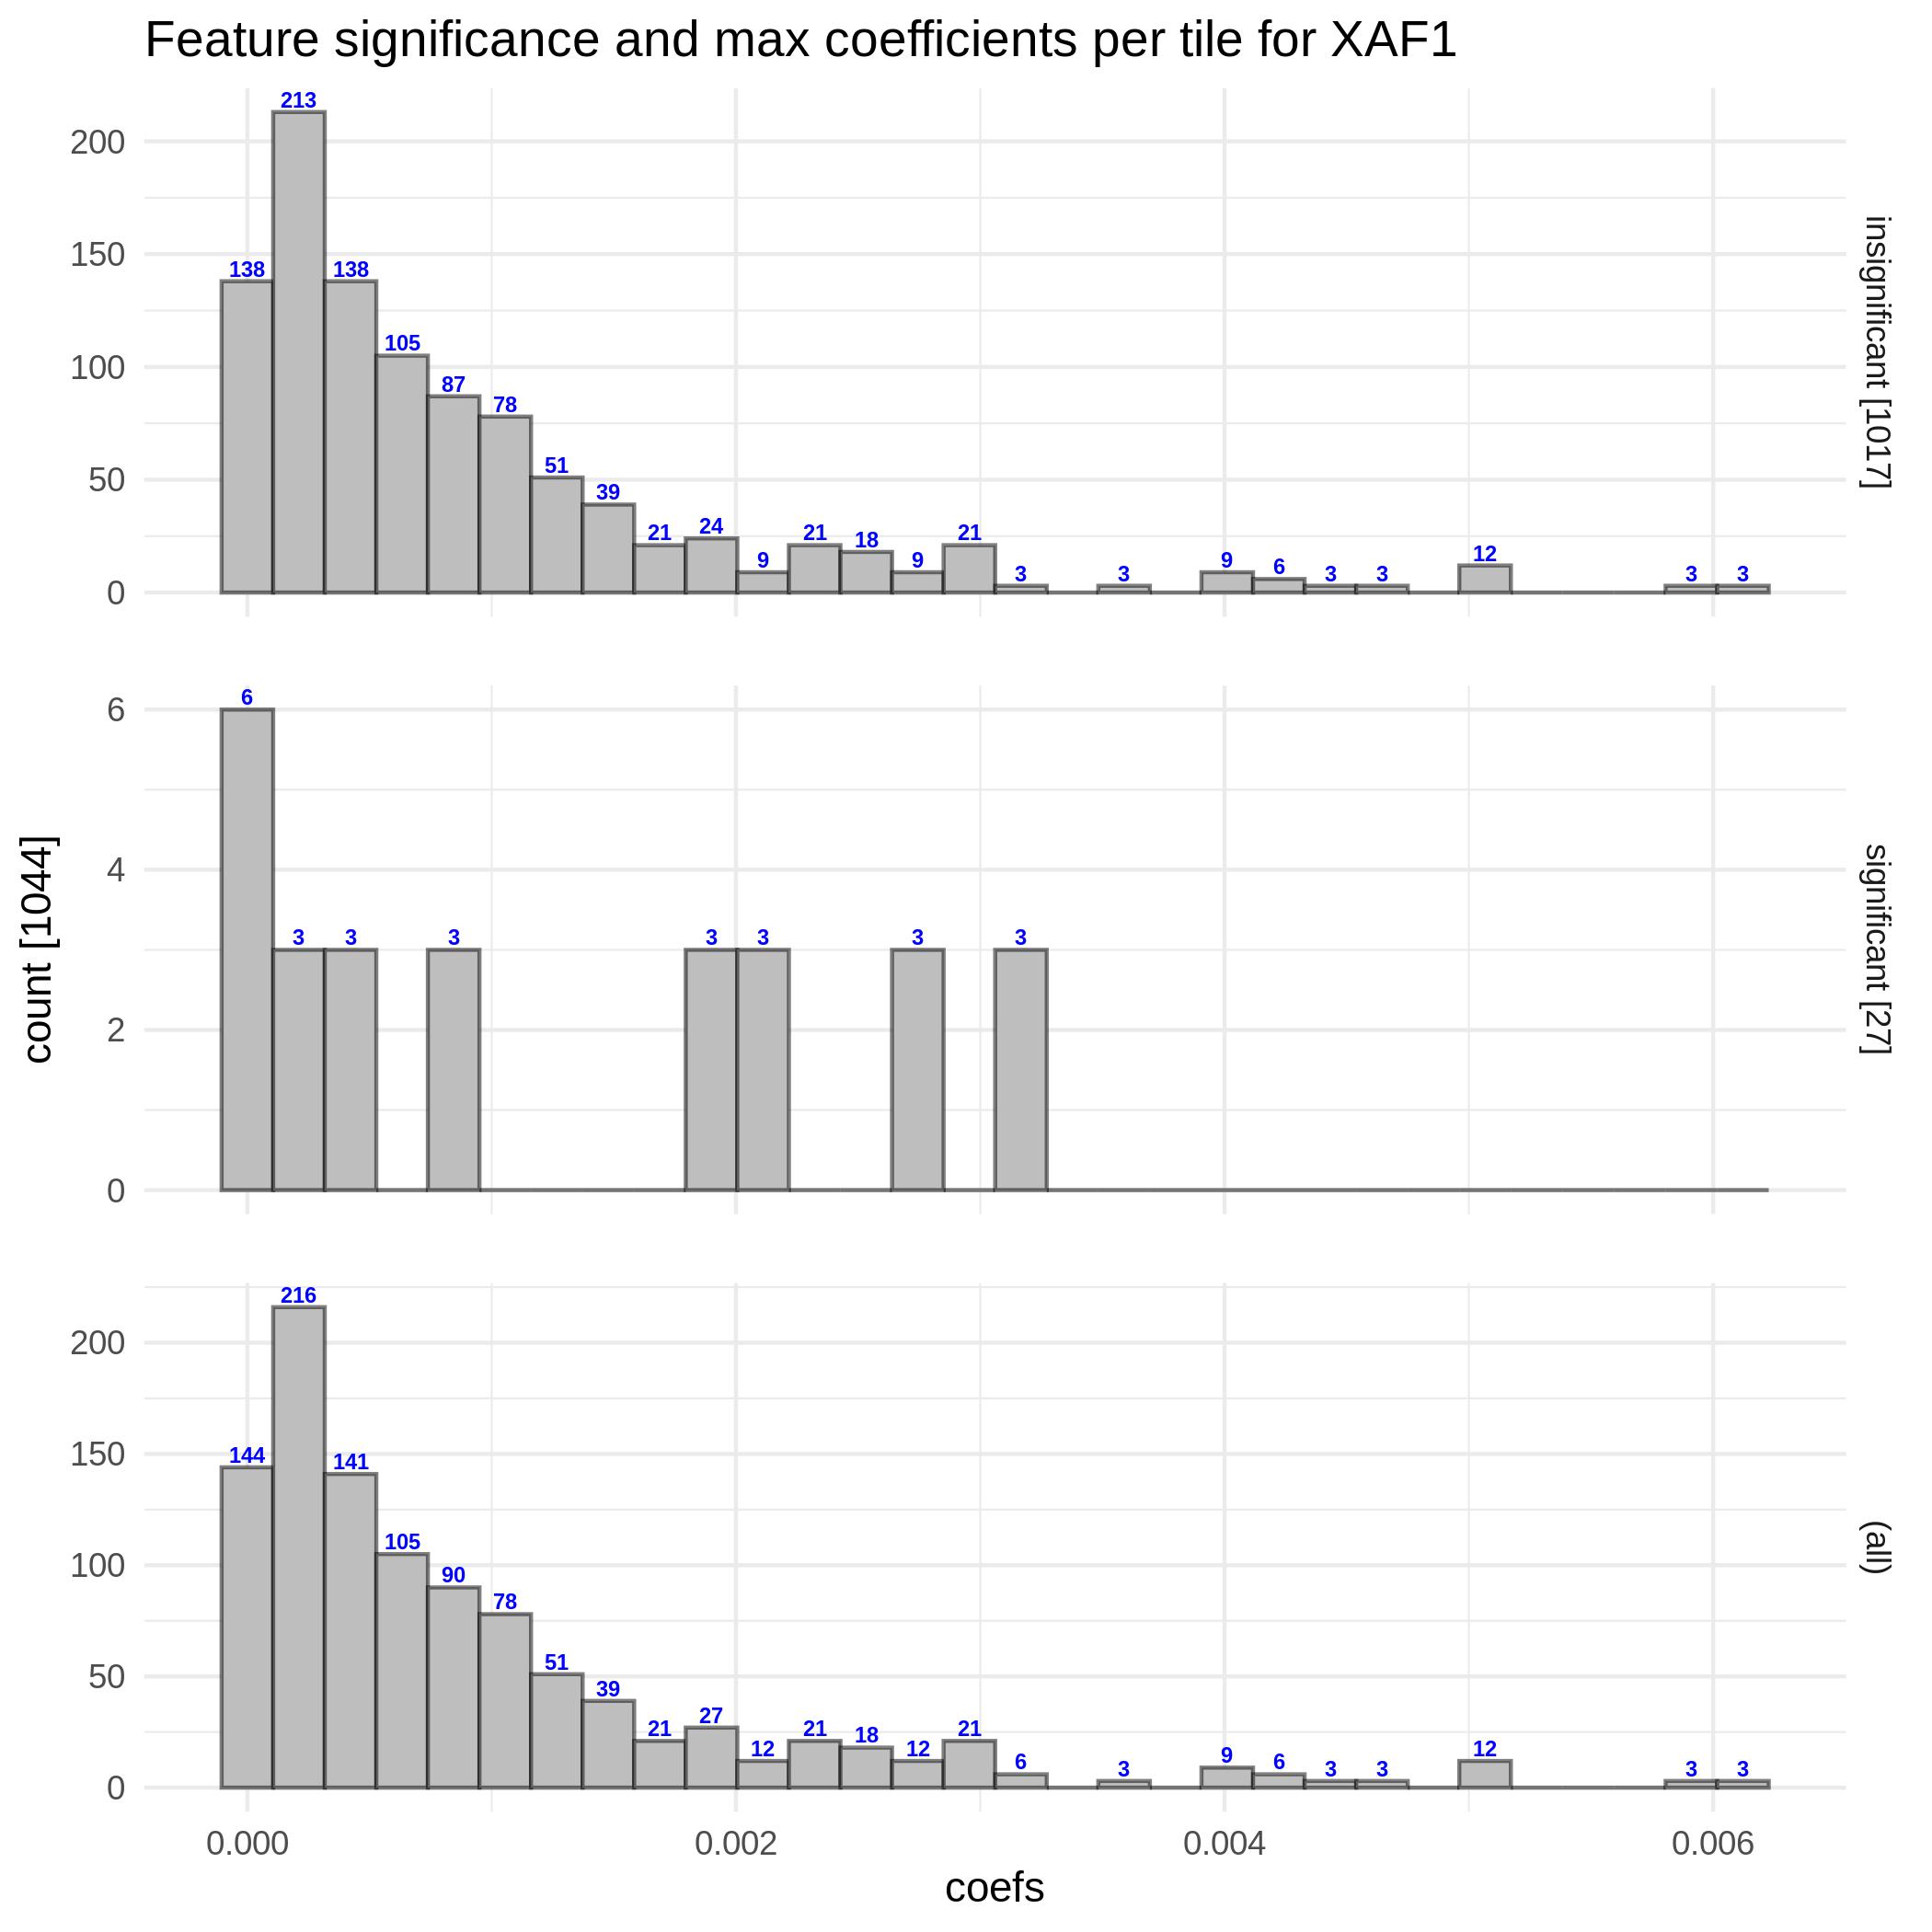 Feature significance and max coefficients per tile for XAF1
213
200
150
138 138
105
100
87
78
51
50
39
21 24 9 21 18 9 21 3 3 9 6 3 3 12 3 3
0
insignificant [1017]
6
6
4
3 3 3 3 3 3 3
2
0
significant [27]
count [1044]
216
200
150
144 141
105
100
90
78
51
50
39
21 27 12 21 18 12 21 6 3 9 6 3 3 12 3 3
0
(all)
0.000 0.002 0.004 0.006
coefs